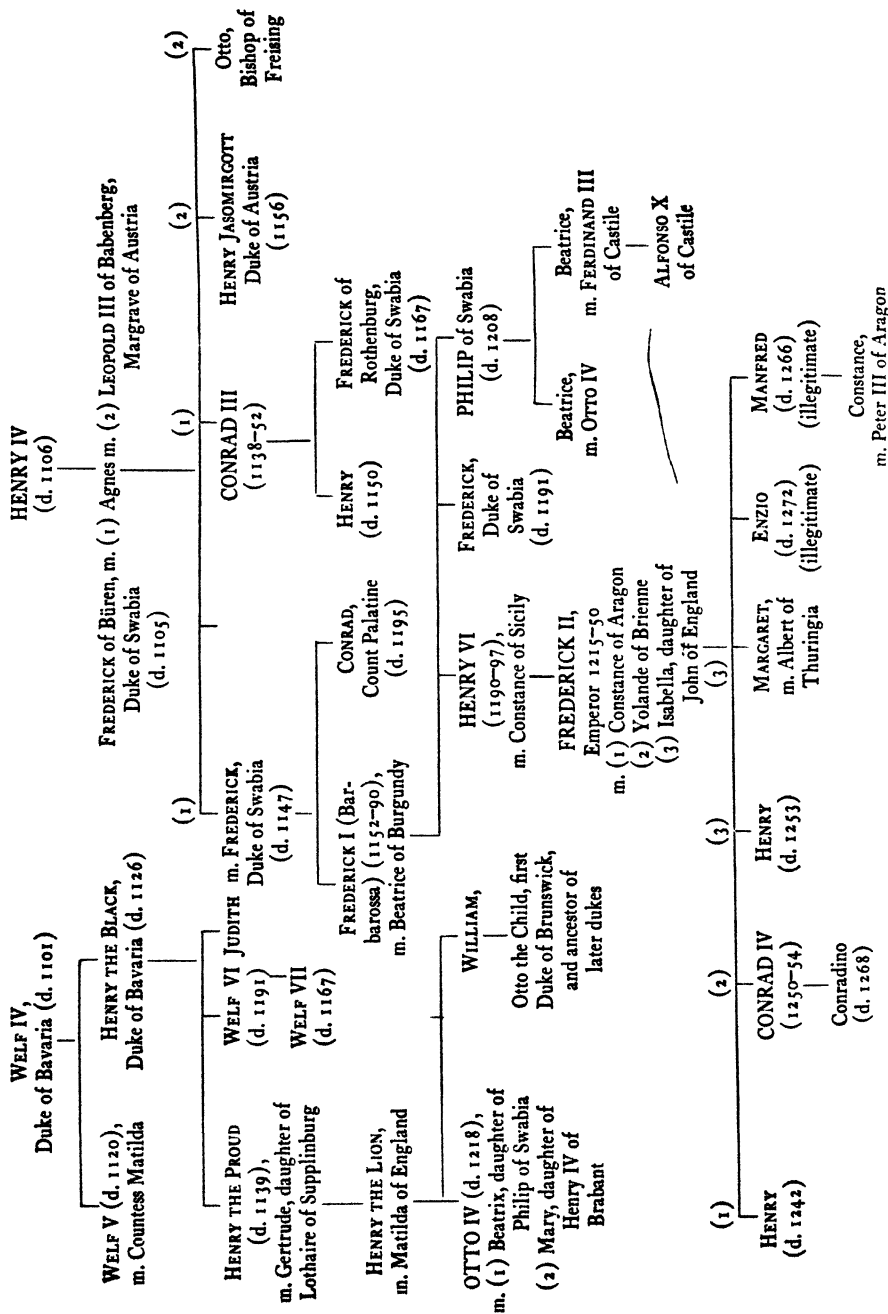 WELF IV,
Duke of Bavaria (d. 1101)
HENRY IV
(d. 1106)
WELF V (d. 1120),
m. Countess Matilda
HENRY THE BLACK,
Duke of Bavaria (d. 1126)
FREDERICK of Büren, m. (1) Agnes m. (2) LEOPOLD III of Babenberg,
Duke of Swabia
(d. 1105)
Margrave of Austria
(1)
(1)
(2)
(2)
HENRY THE PROUD
(d. 1139),
m. Gertrude, daughter of
Lothaire of Supplinburg
WELF VI
(d. 1191)
WELF VII
(d. 1167)
JUDITH m. FREDERICK,
Duke of Swabia
(d. 1147)
CONRAD III
(1138–52)
HENRY JASOMIRGOTT
Duke of Austria
(1156)
Otto,
Bishop of
Freising
HENRY THE LION,
m. Matilda of England
FREDERICK I (Bar-
barossa) (1152–90),
m. Beatrice of Burgundy
CONRAD,
Count Palatine
(d. 1195)
HENRY
(d. 1150)
FREDERICK of
Rothenburg,
Duke of Swabia
(d. 1167)
OTTO IV (d. 1218),
m. (1) Beatrix, daughter of
Philip of Swabia
(2) Mary, daughter of
Henry IV of
Brabant
WILLIAM,
Otto the Child, first
Duke of Brunswick,
and ancestor of
later dukes
HENRY VI
(1190–97)
m. Constance of Sicily
FREDERICK,
Duke of
Swabia
(d. 1191)
PHILIP of Swabia
(d. 1208)
FREDERICK II,
Emperor 1215–50
m. (1) Constance of Aragon
(2) Yolande of Brienne
(3) Isabella, daughter of
John of England
Beatrice,
m. OTTO IV
Beatrice,
m. FERDINAND III
of Castile
ALFONSO X
of Castile
(1)
(2)
(3)
(3)
HENRY
(d. 1242)
CONRAD IV
(1250–54)
Conradino
(d. 1268)
HENRY
(d. 1253)
MARGARET,
m. Albert of
Thuringia
ENZIO
(d. 1272)
(illegitimate)
MANFRED
(d. 1266)
(illegitimate)
Constance,
m. Peter III of Aragon